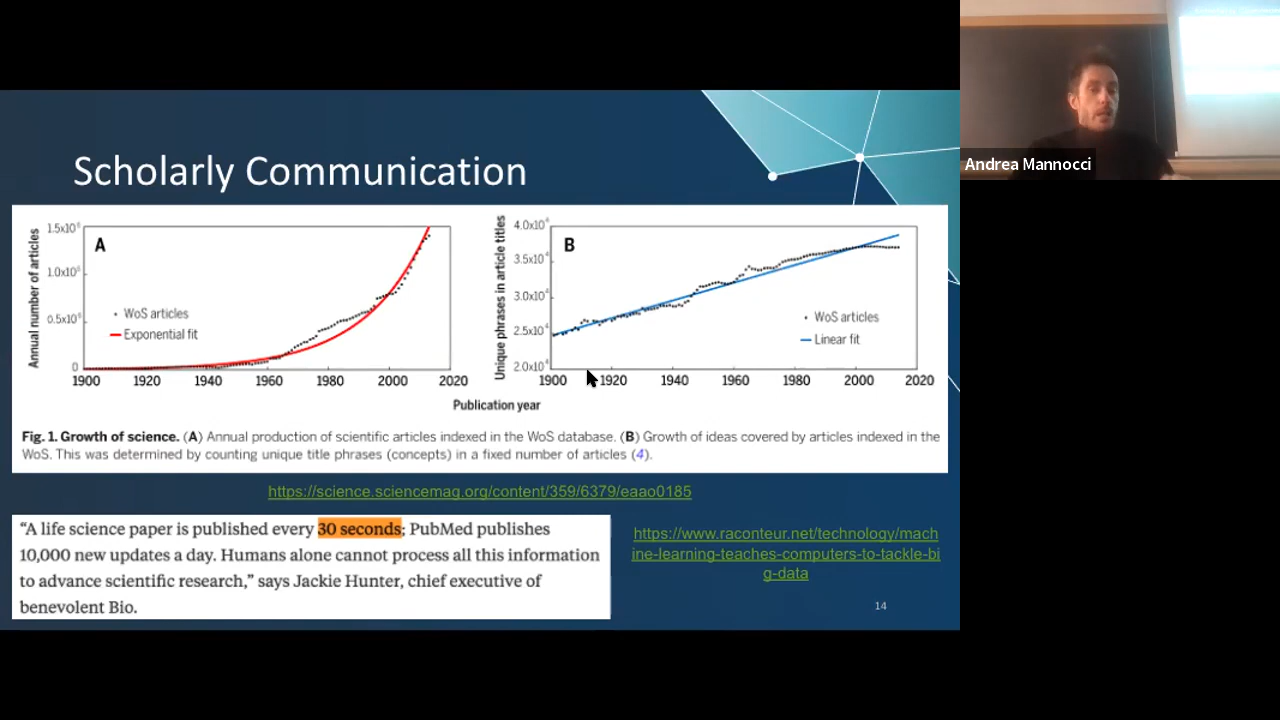 Scholarly Communication
Annual number of articles
1.5x10⁶
1.0x10⁶
0.5x10⁶
0
A
WoS articles
Exponential fit
1900 1920 1940 1960 1980 2000 2020
Unique phrases in article titles
4.0x10⁴
3.5x10⁴
3.0x10⁴
2.5x10⁴
2.0x10⁴
B
WoS articles
Linear fit
1900 1920 1940 1960 1980 2000 2020
Publication year
Fig. 1. Growth of science. (A) Annual production of scientific articles indexed in the WoS database. (B) Growth of ideas covered by articles indexed in the
WoS. This was determined by counting unique title phrases (concepts) in a fixed number of articles (4).
https://science.sciencemag.org/content/359/6379/eaao0185
“A life science paper is published every 30 seconds; PubMed publishes
10,000 new updates a day. Humans alone cannot process all this information
to advance scientific research,” says Jackie Hunter, chief executive of
benevolent Bio.
https://www.raconteur.net/technology/mach
ine-learning-teaches-computers-to-tackle-bi
g-data
14
Andrea Mannocci